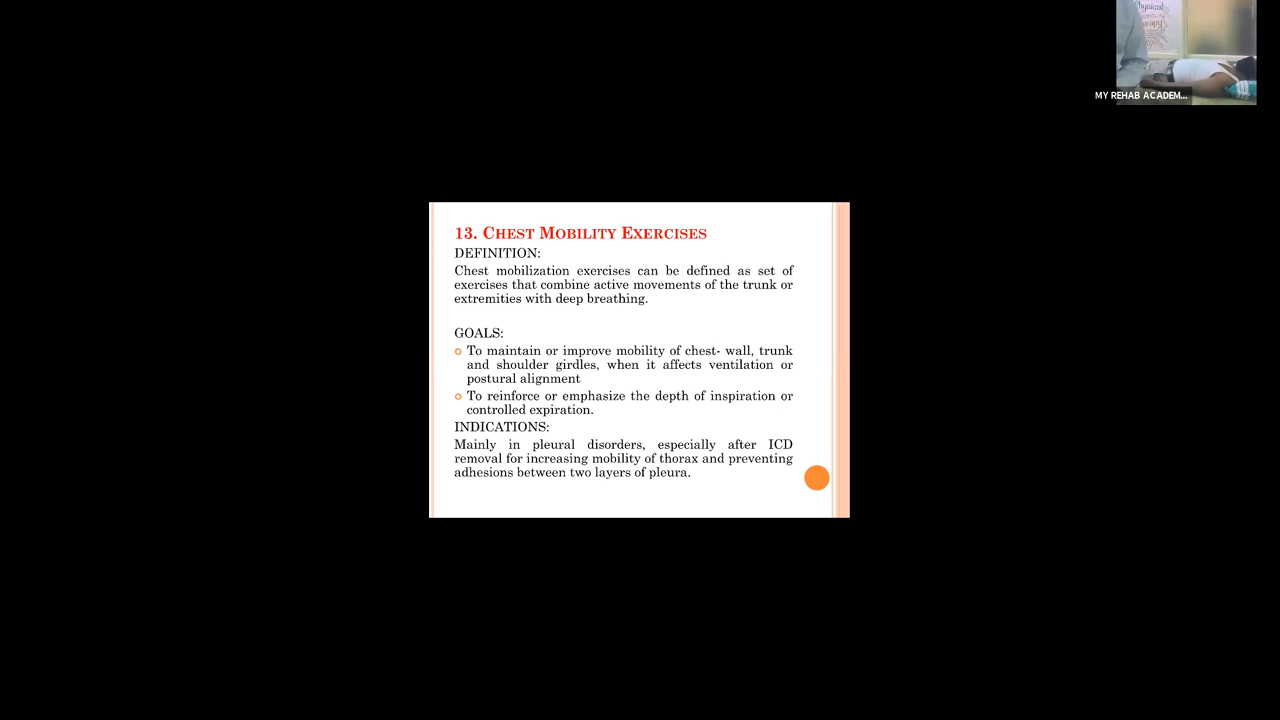 hysical
erapy
MY REHAB ACADEM...
13. CHEST MOBILITY EXERCISES
DEFINITION:
Chest mobilization exercises can be defined as set of
exercises that combine active movements of the trunk or
extremities with deep breathing.
GOALS:
To maintain or improve mobility of chest- wall, trunk
and shoulder girdles, when it affects ventilation or
postural alignment
To reinforce or emphasize the depth of inspiration or
controlled expiration.
INDICATIONS:
Mainly in pleural disorders, especially after ICD
removal for increasing mobility of thorax and preventing
adhesions between two layers of pleura.